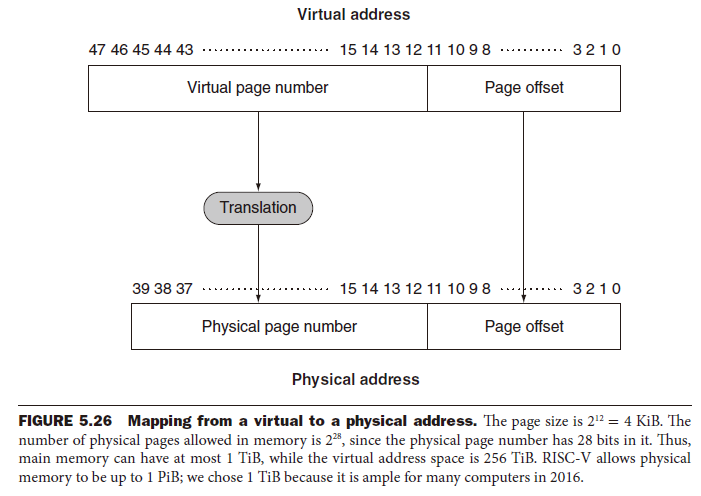 Virtual address
47 46 45 44 43 ........................ 15 14 13 12 11 10 9 8 ............ 3 2 1 0
Virtual page number Page offset
Translation
39 38 37 ........................ 15 14 13 12 11 10 9 8 ............ 3 2 1 0
Physical page number Page offset
Physical address
FIGURE 5.26 Mapping from a virtual to a physical address. The page size is 2¹² = 4 KiB. The
number of physical pages allowed in memory is 2²⁸, since the physical page number has 28 bits in it. Thus,
main memory can have at most 1 TiB, while the virtual address space is 256 TiB. RISC-V allows physical
memory to be up to 1 PiB; we chose 1 TiB because it is ample for many computers in 2016.